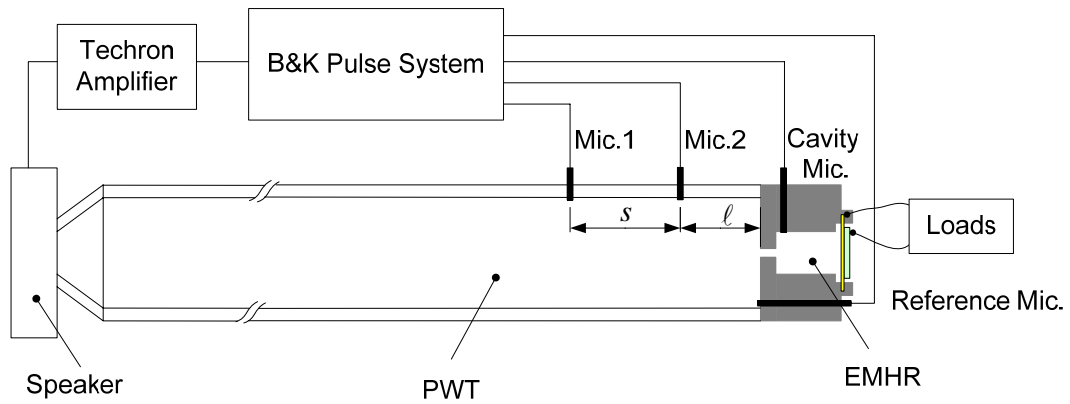 Techron
Amplifier
B&K Pulse System
Mic.1
Mic.2
Cavity
Mic.
s
ℓ
Loads
Reference Mic.
Speaker
PWT
EMHR